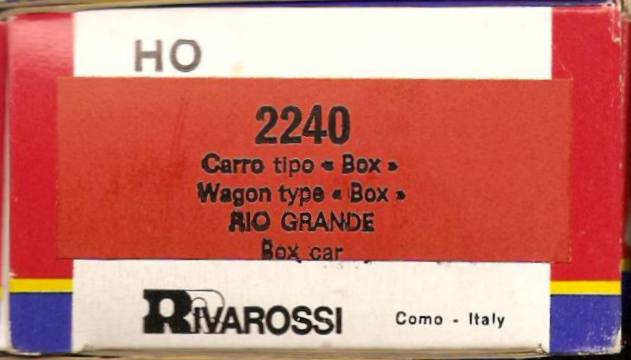 HO
2240
Carro tipo « Box »
Wagon type « Box »
RIO GRANDE
Box car
RIVAROSSI
Como - Italy